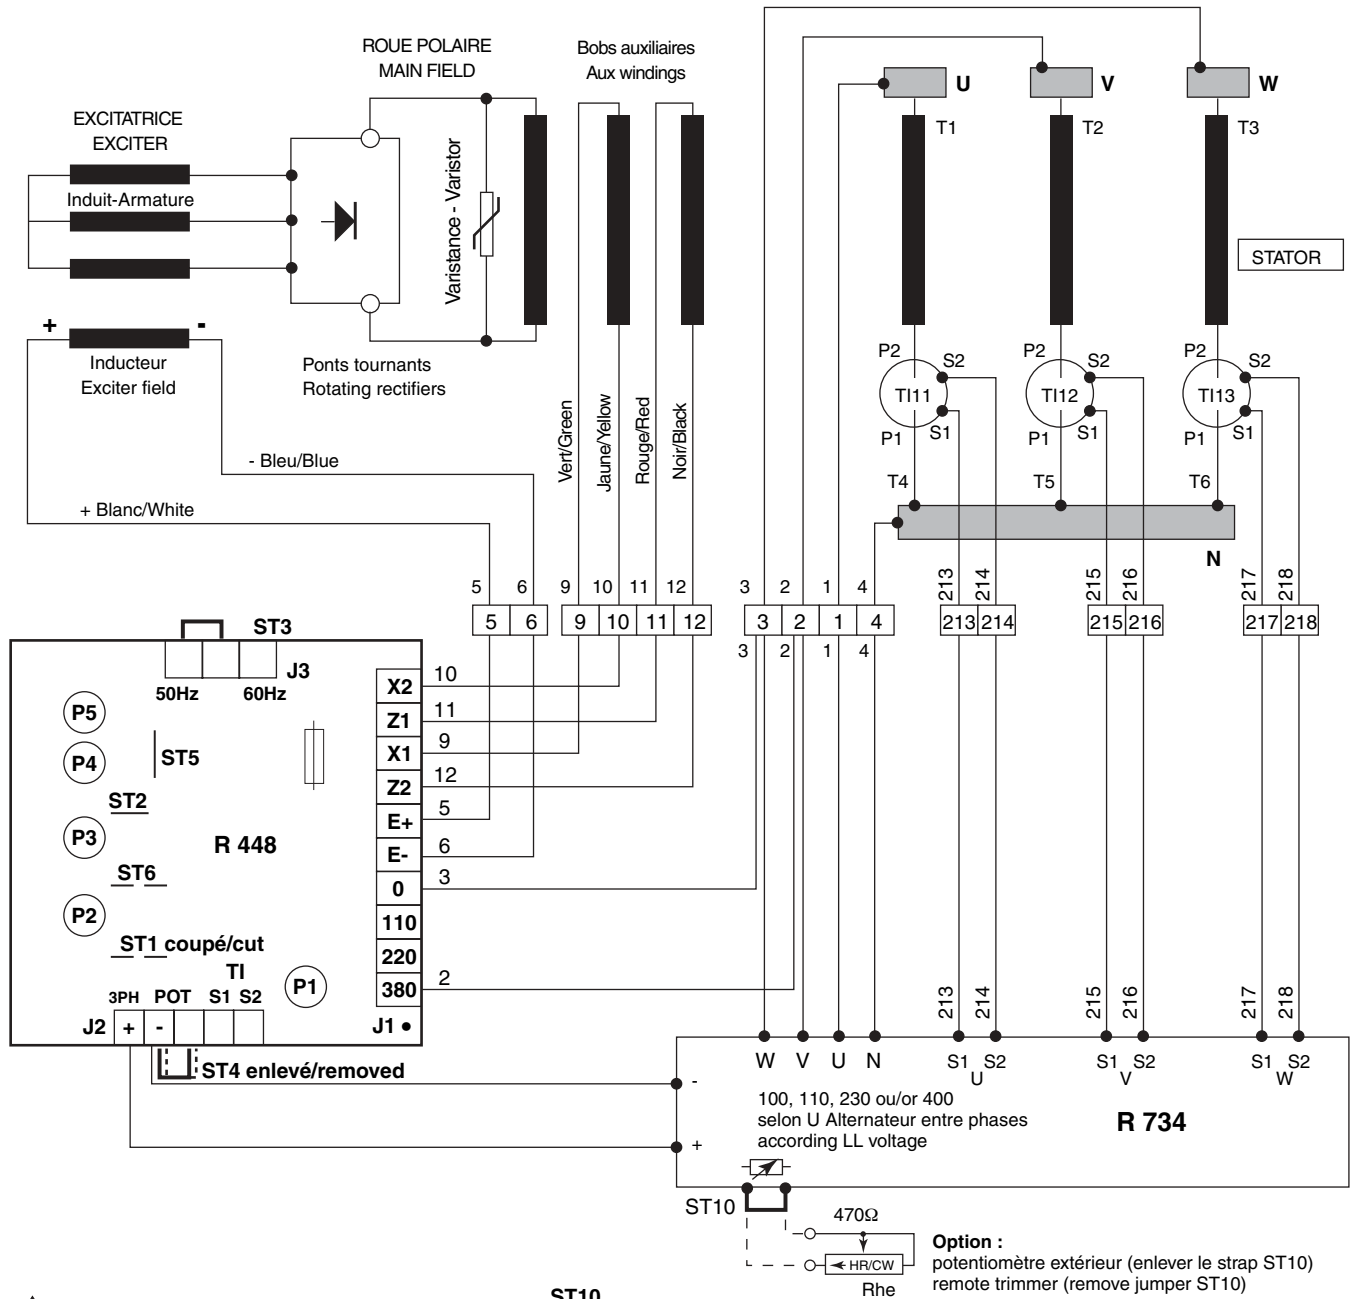 ROUE POLAIRE
MAIN FIELD
Bobs auxiliaires
Aux windings
EXCITATRICE
EXCITER
Induit-Armature
Varistance - Varistor
+
-
Inducteur
Exciter field
Ponts tournants
Rotating rectifiers
- Bleu/Blue
+ Blanc/White
Vert/Green
Jaune/Yellow
Rouge/Red
Noir/Black
U
V
W
T1
T2
T3
STATOR
P2
S2
TI11
P1
S1
P2
S2
TI12
P1
S1
P2
S2
TI13
P1
S1
T4
T5
T6
N
5
6
9
10
11
12
3
2
1
4
213
214
215
216
217
218
5
6
9
10
11
12
3
2
1
4
213
214
215
216
217
218
3
2
1
4
ST3
J3
50Hz
60Hz
P5
P4
ST5
ST2
P3
R 448
ST6
P2
ST1 coupé/cut
TI
P1
3PH
POT
S1
S2
J2
+
-
J1
ST4 enlevé/removed
X2
10
Z1
11
X1
9
Z2
12
E+
5
E-
6
0
3
110
220
380
2
213
214
215
216
217
218
W
V
U
N
S1
S2
U
S1
S2
V
S1
S2
W
-
+
100, 110, 230 ou/or 400
selon U Alternateur entre phases
according LL voltage
R 734
ST10
470Ω
HR/CW
Rhe
Option :
potentiomètre extérieur (enlever le strap ST10)
remote trimmer (remove jumper ST10)
ST10